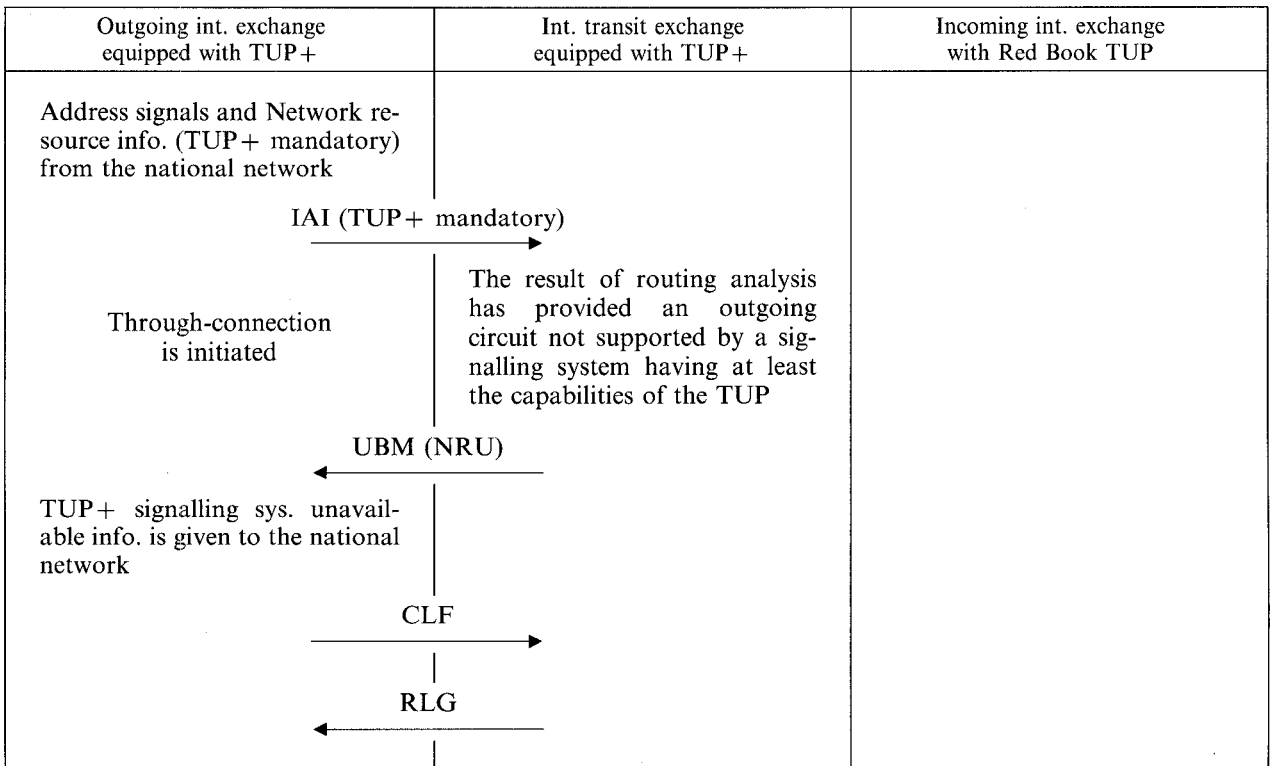 Outgoing int. exchange
equipped with TUP+
Int. transit exchange
equipped with TUP+
Incoming int. exchange
with Red Book TUP
Address signals and Network re-
source info. (TUP+ mandatory)
from the national network
IAI (TUP+ mandatory)
The result of routing analysis
has provided an outgoing
circuit not supported by a sig-
nalling system having at least
the capabilities of the TUP
Through-connection
is initiated
UBM (NRU)
TUP+ signalling sys. unavail-
able info. is given to the national
network
CLF
RLG